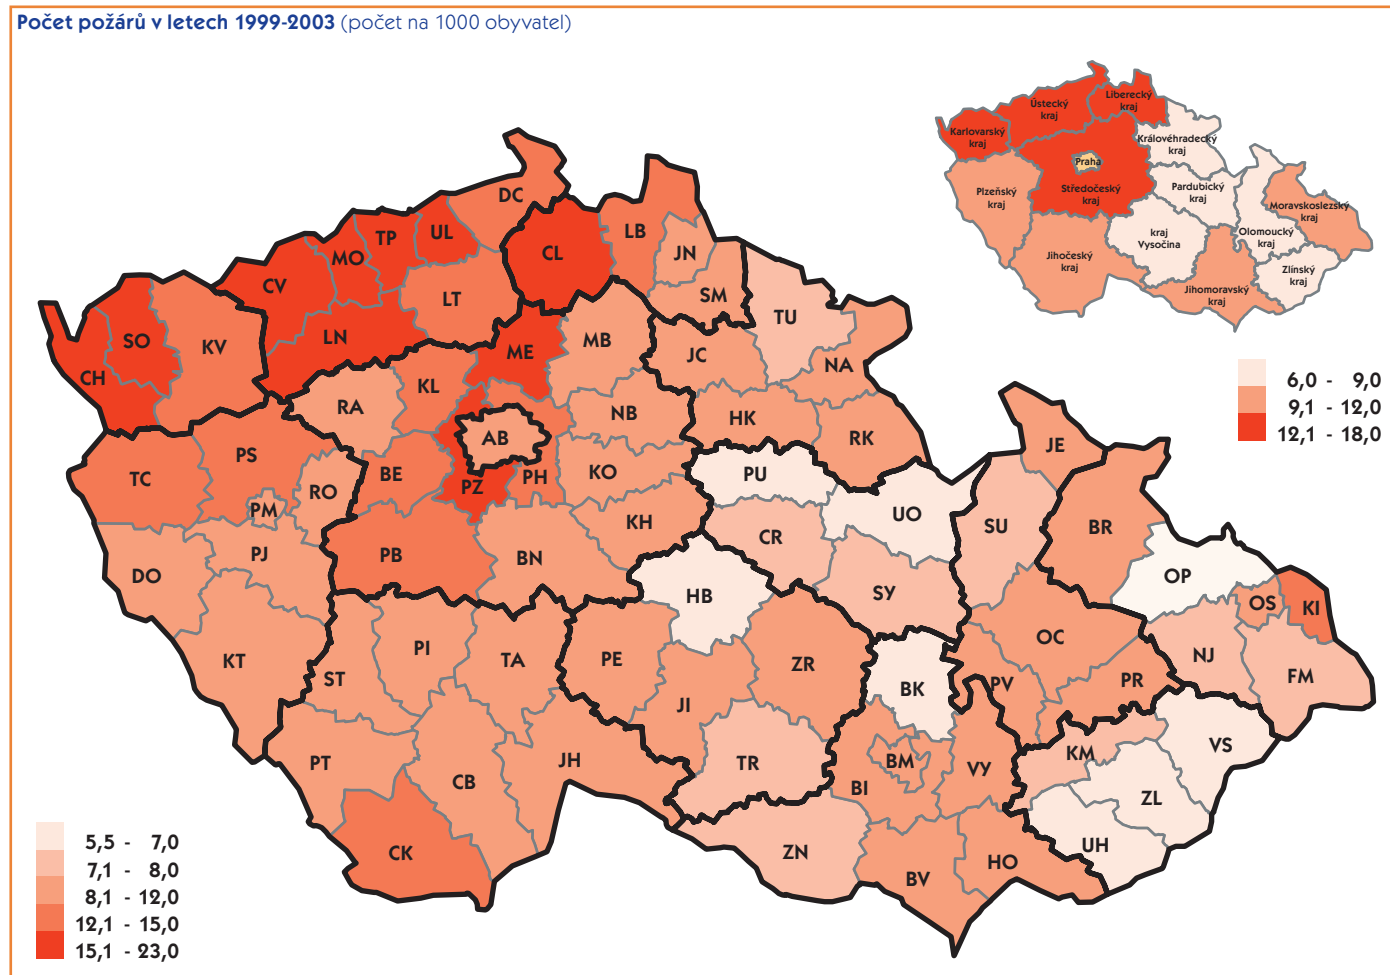 Počet požárů v letech 1999-2003 (počet na 1000 obyvatel)
Ústecký
kraj
Liberecký
kraj
Karlovarský
kraj
Královéhradecký
kraj
Praha
Plzeňský
kraj
Středočeský
kraj
Pardubický
kraj
Moravskoslezský
kraj
kraj
Vysočina
Olomoucký
kraj
Jihočeský
kraj
Zlínský
kraj
Jihomoravský
kraj
6,0 - 9,0
9,1 - 12,0
12,1 - 18,0
DC
UL
TP
MO
CV
CL
LB
JN
SM
LT
LN
TU
SO
KV
CH
ME
MB
JC
NA
KL
RA
NB
HK
RK
AB
PS
TC
RO
PM
BE
PZ
PH
KO
PU
JE
UO
KH
SU
BR
CR
PJ
PB
BN
DO
OP
SY
HB
OS
KI
OC
KT
PI
TA
PE
ZR
NJ
FM
ST
BK
PV
PR
JI
PT
CB
JH
TR
BI
BM
VY
KM
VS
ZL
CK
ZN
BV
HO
UH
5,5 - 7,0
7,1 - 8,0
8,1 - 12,0
12,1 - 15,0
15,1 - 23,0